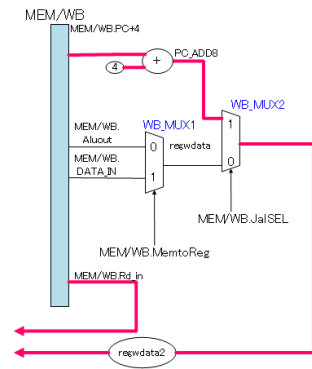 MEM/WB
MEM/WB.PC+4
PC_ADD8
4
+
WB_MUX1
WB_MUX2
MEM/WB.
Aluout
0
regwdata
1
MEM/WB.
DATA_IN
1
0
MEM/WB.JalSEL
MEM/WB.MemtoReg
MEM/WB.Rd_in
regwdata2